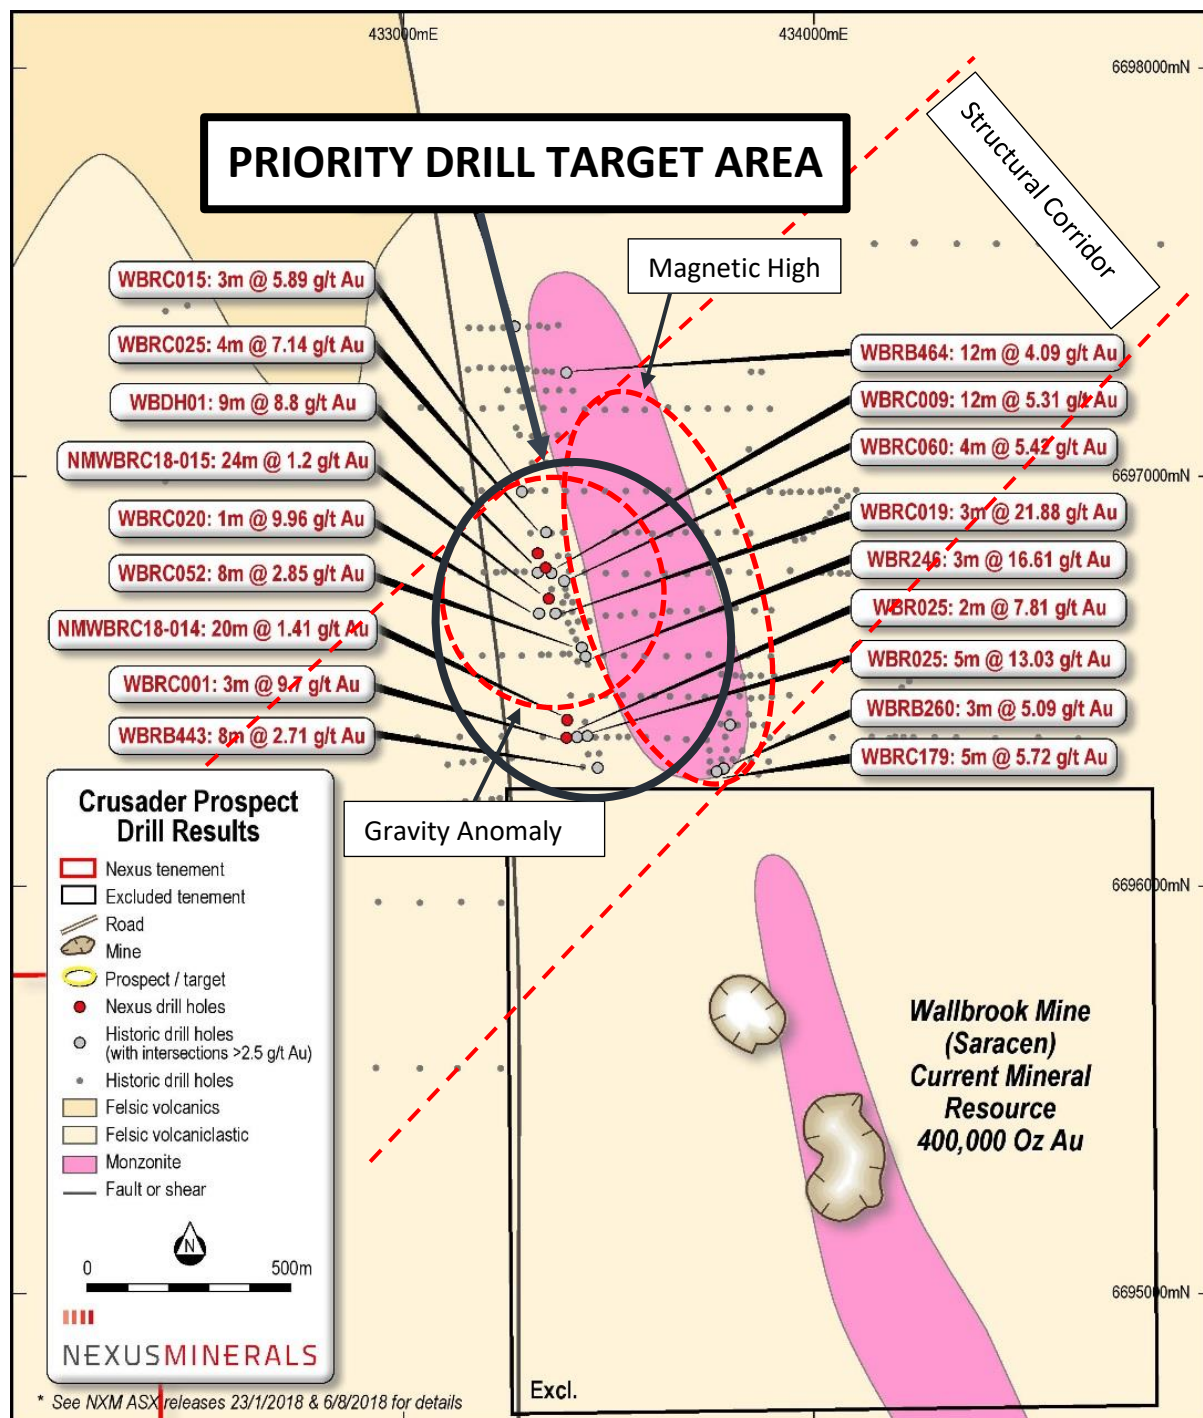 433000mE
434000mE
6698000mN
Structural Corridor
PRIORITY DRILL TARGET AREA
Magnetic High
WBRC015: 3m @ 5.89 g/t Au
WBRC025: 4m @ 7.14 g/t Au
WBDH01: 9m @ 8.8 g/t Au
NMWBRC18-015: 24m @ 1.2 g/t Au
WBRC020: 1m @ 9.96 g/t Au
WBRC052: 8m @ 2.85 g/t Au
NMWBRC18-014: 20m @ 1.41 g/t Au
WBRC001: 3m @ 9.7 g/t Au
WBRB443: 8m @ 2.71 g/t Au
WBRB464: 12m @ 4.09 g/t Au
WBRC009: 12m @ 5.31 g/t Au
WBRC060: 4m @ 5.42 g/t Au
6697000mN
WBRC019: 3m @ 21.88 g/t Au
WBR246: 3m @ 16.61 g/t Au
WBR025: 2m @ 7.81 g/t Au
WBR025: 5m @ 13.03 g/t Au
WBRB260: 3m @ 5.09 g/t Au
WBRC179: 5m @ 5.72 g/t Au
Gravity Anomaly
6696000mN
Crusader Prospect
Drill Results
Nexus tenement
Excluded tenement
Road
Mine
Prospect / target
Nexus drill holes
Historic drill holes
(with intersections >2.5 g/t Au)
Historic drill holes
Felsic volcanics
Felsic volcaniclastic
Monzonite
Fault or shear
N
0 500m
NEXUSMINERALS
* See NXM ASX releases 23/1/2018 & 6/8/2018 for details
Wallbrook Mine
(Saracen)
Current Mineral
Resource
400,000 Oz Au
6695000mN
Excl.